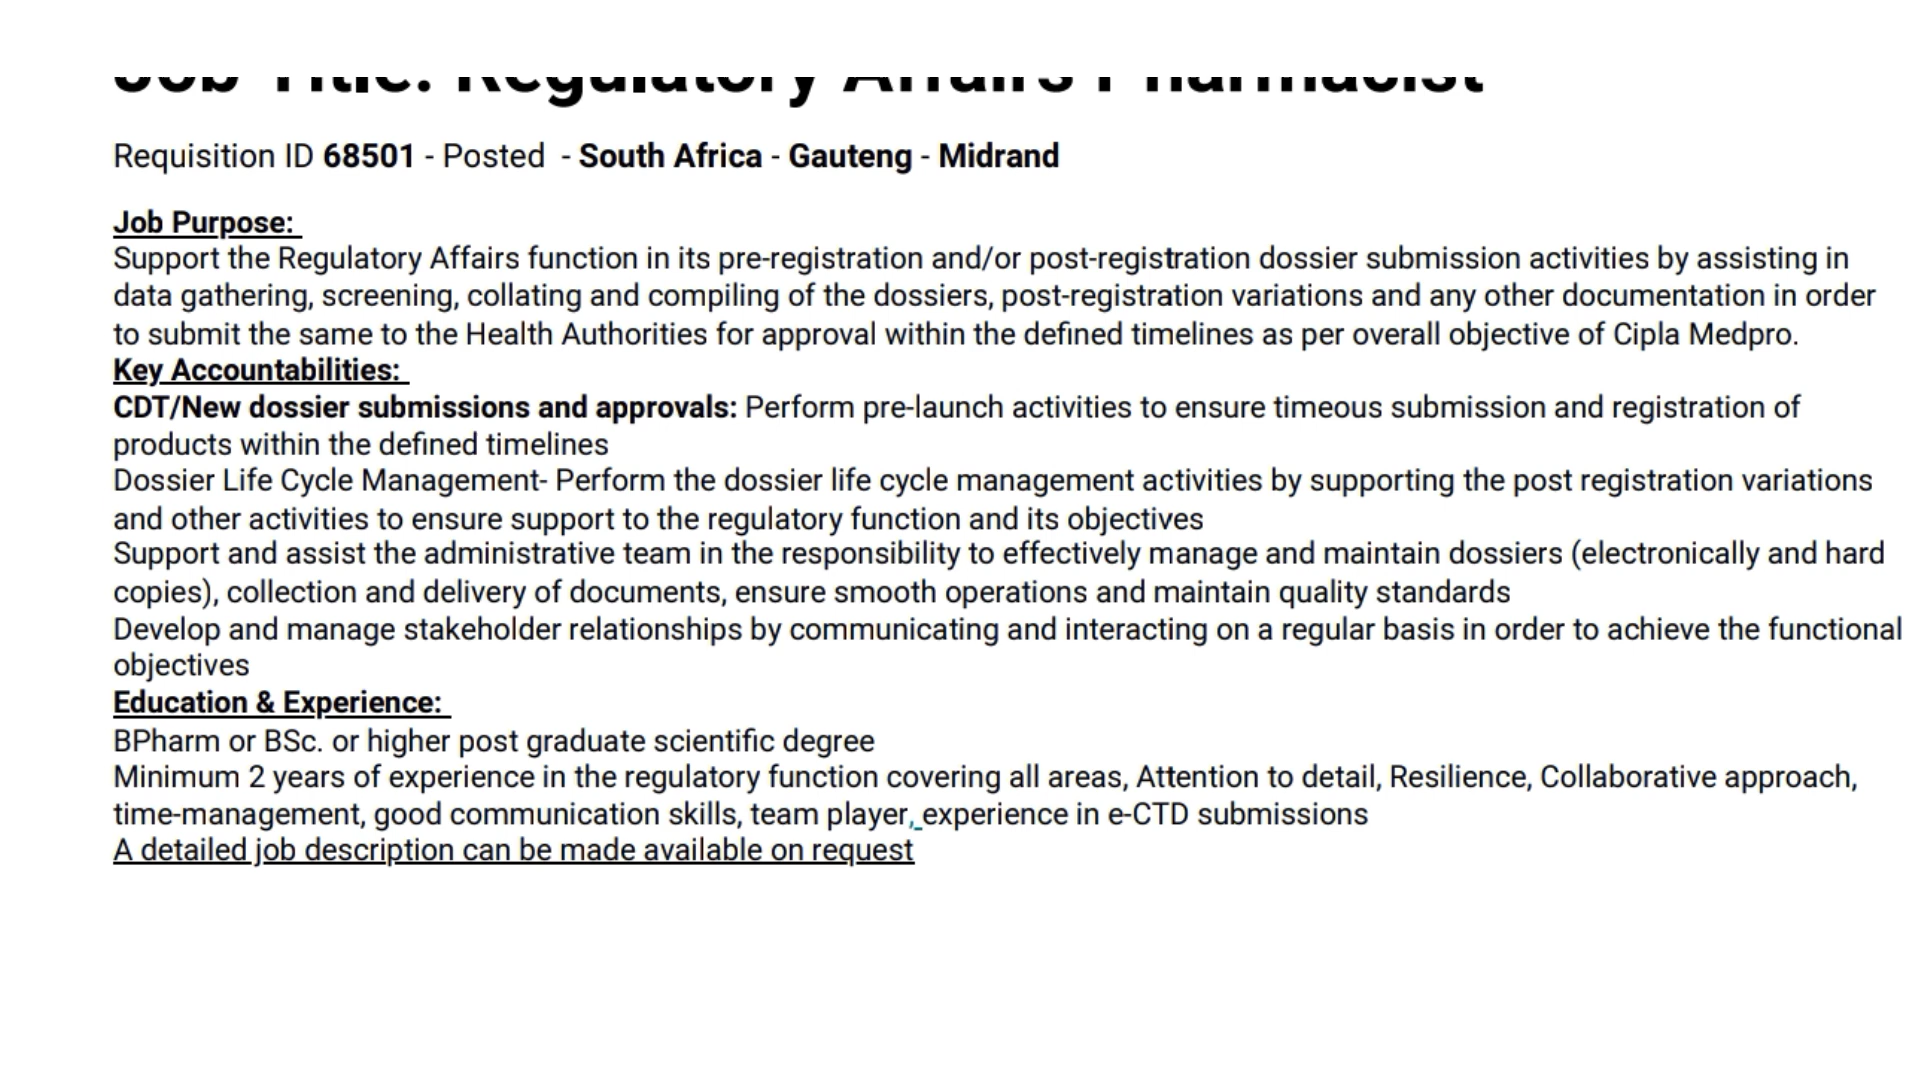 Job Title: Regulatory Affairs Pharmacist
Requisition ID 68501 - Posted  - South Africa - Gauteng - Midrand
Job Purpose:
Support the Regulatory Affairs function in its pre-registration and/or post-registration dossier submission activities by assisting in
data gathering, screening, collating and compiling of the dossiers, post-registration variations and any other documentation in order
to submit the same to the Health Authorities for approval within the defined timelines as per overall objective of Cipla Medpro.
Key Accountabilities:
CDT/New dossier submissions and approvals: Perform pre-launch activities to ensure timeous submission and registration of
products within the defined timelines
Dossier Life Cycle Management- Perform the dossier life cycle management activities by supporting the post registration variations
and other activities to ensure support to the regulatory function and its objectives
Support and assist the administrative team in the responsibility to effectively manage and maintain dossiers (electronically and hard
copies), collection and delivery of documents, ensure smooth operations and maintain quality standards
Develop and manage stakeholder relationships by communicating and interacting on a regular basis in order to achieve the functional
objectives
Education & Experience:
BPharm or BSc. or higher post graduate scientific degree
Minimum 2 years of experience in the regulatory function covering all areas, Attention to detail, Resilience, Collaborative approach,
time-management, good communication skills, team player, experience in e-CTD submissions
A detailed job description can be made available on request